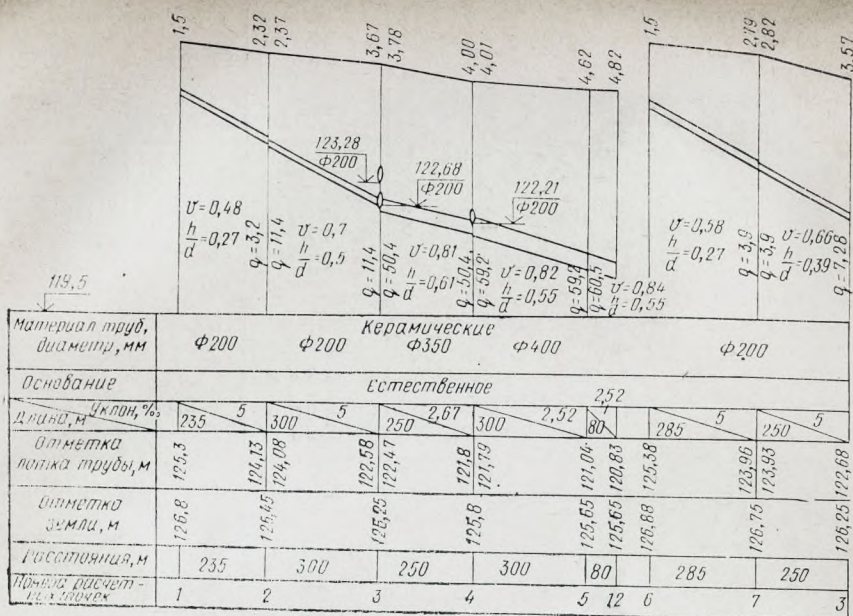 1,5 2,32 2,37 3,67 3,78 4,00 4,01 4,62 4,82 1,5 2,79 2,82 3,57
123,28
Ф200
122,68
Ф200
122,21
Ф200
υ=0,48
h/d=0,27
q=3,2
q=11,4
υ=0,7
h/d=0,5
q=11,4
q=50,4
υ=0,81
h/d=0,61
q=50,4
q=59,2
υ=0,82
h/d=0,55
q=59,2
q=60,5
υ=0,84
h/d=0,55
υ=0,58
h/d=0,27
q=3,9
q=3,9
υ=0,66
h/d=0,39
q=7,28
119,5
Материал труб, Керамические
диаметр, мм Ф200 Ф200 Ф350 Ф400 Ф200
Основание Естественное
2,52
Уклон, ‰ 5 5 2,67 2,52 5 5
Длина, м 235 300 250 300 80 285 250
Отметка
лотка трубы, м 125,3 124,13 124,08 122,58 122,47 121,8 121,79 121,04 120,83 125,38 123,96 123,93 122,68
Отметка
земли, м 126,8 126,45 126,25 125,8 125,65 125,65 126,88 126,75 126,25
Расстояния, м 235 300 250 300 80 285 250
Номера расчет-
ных точек 1 2 3 4 5 12 6 7 3